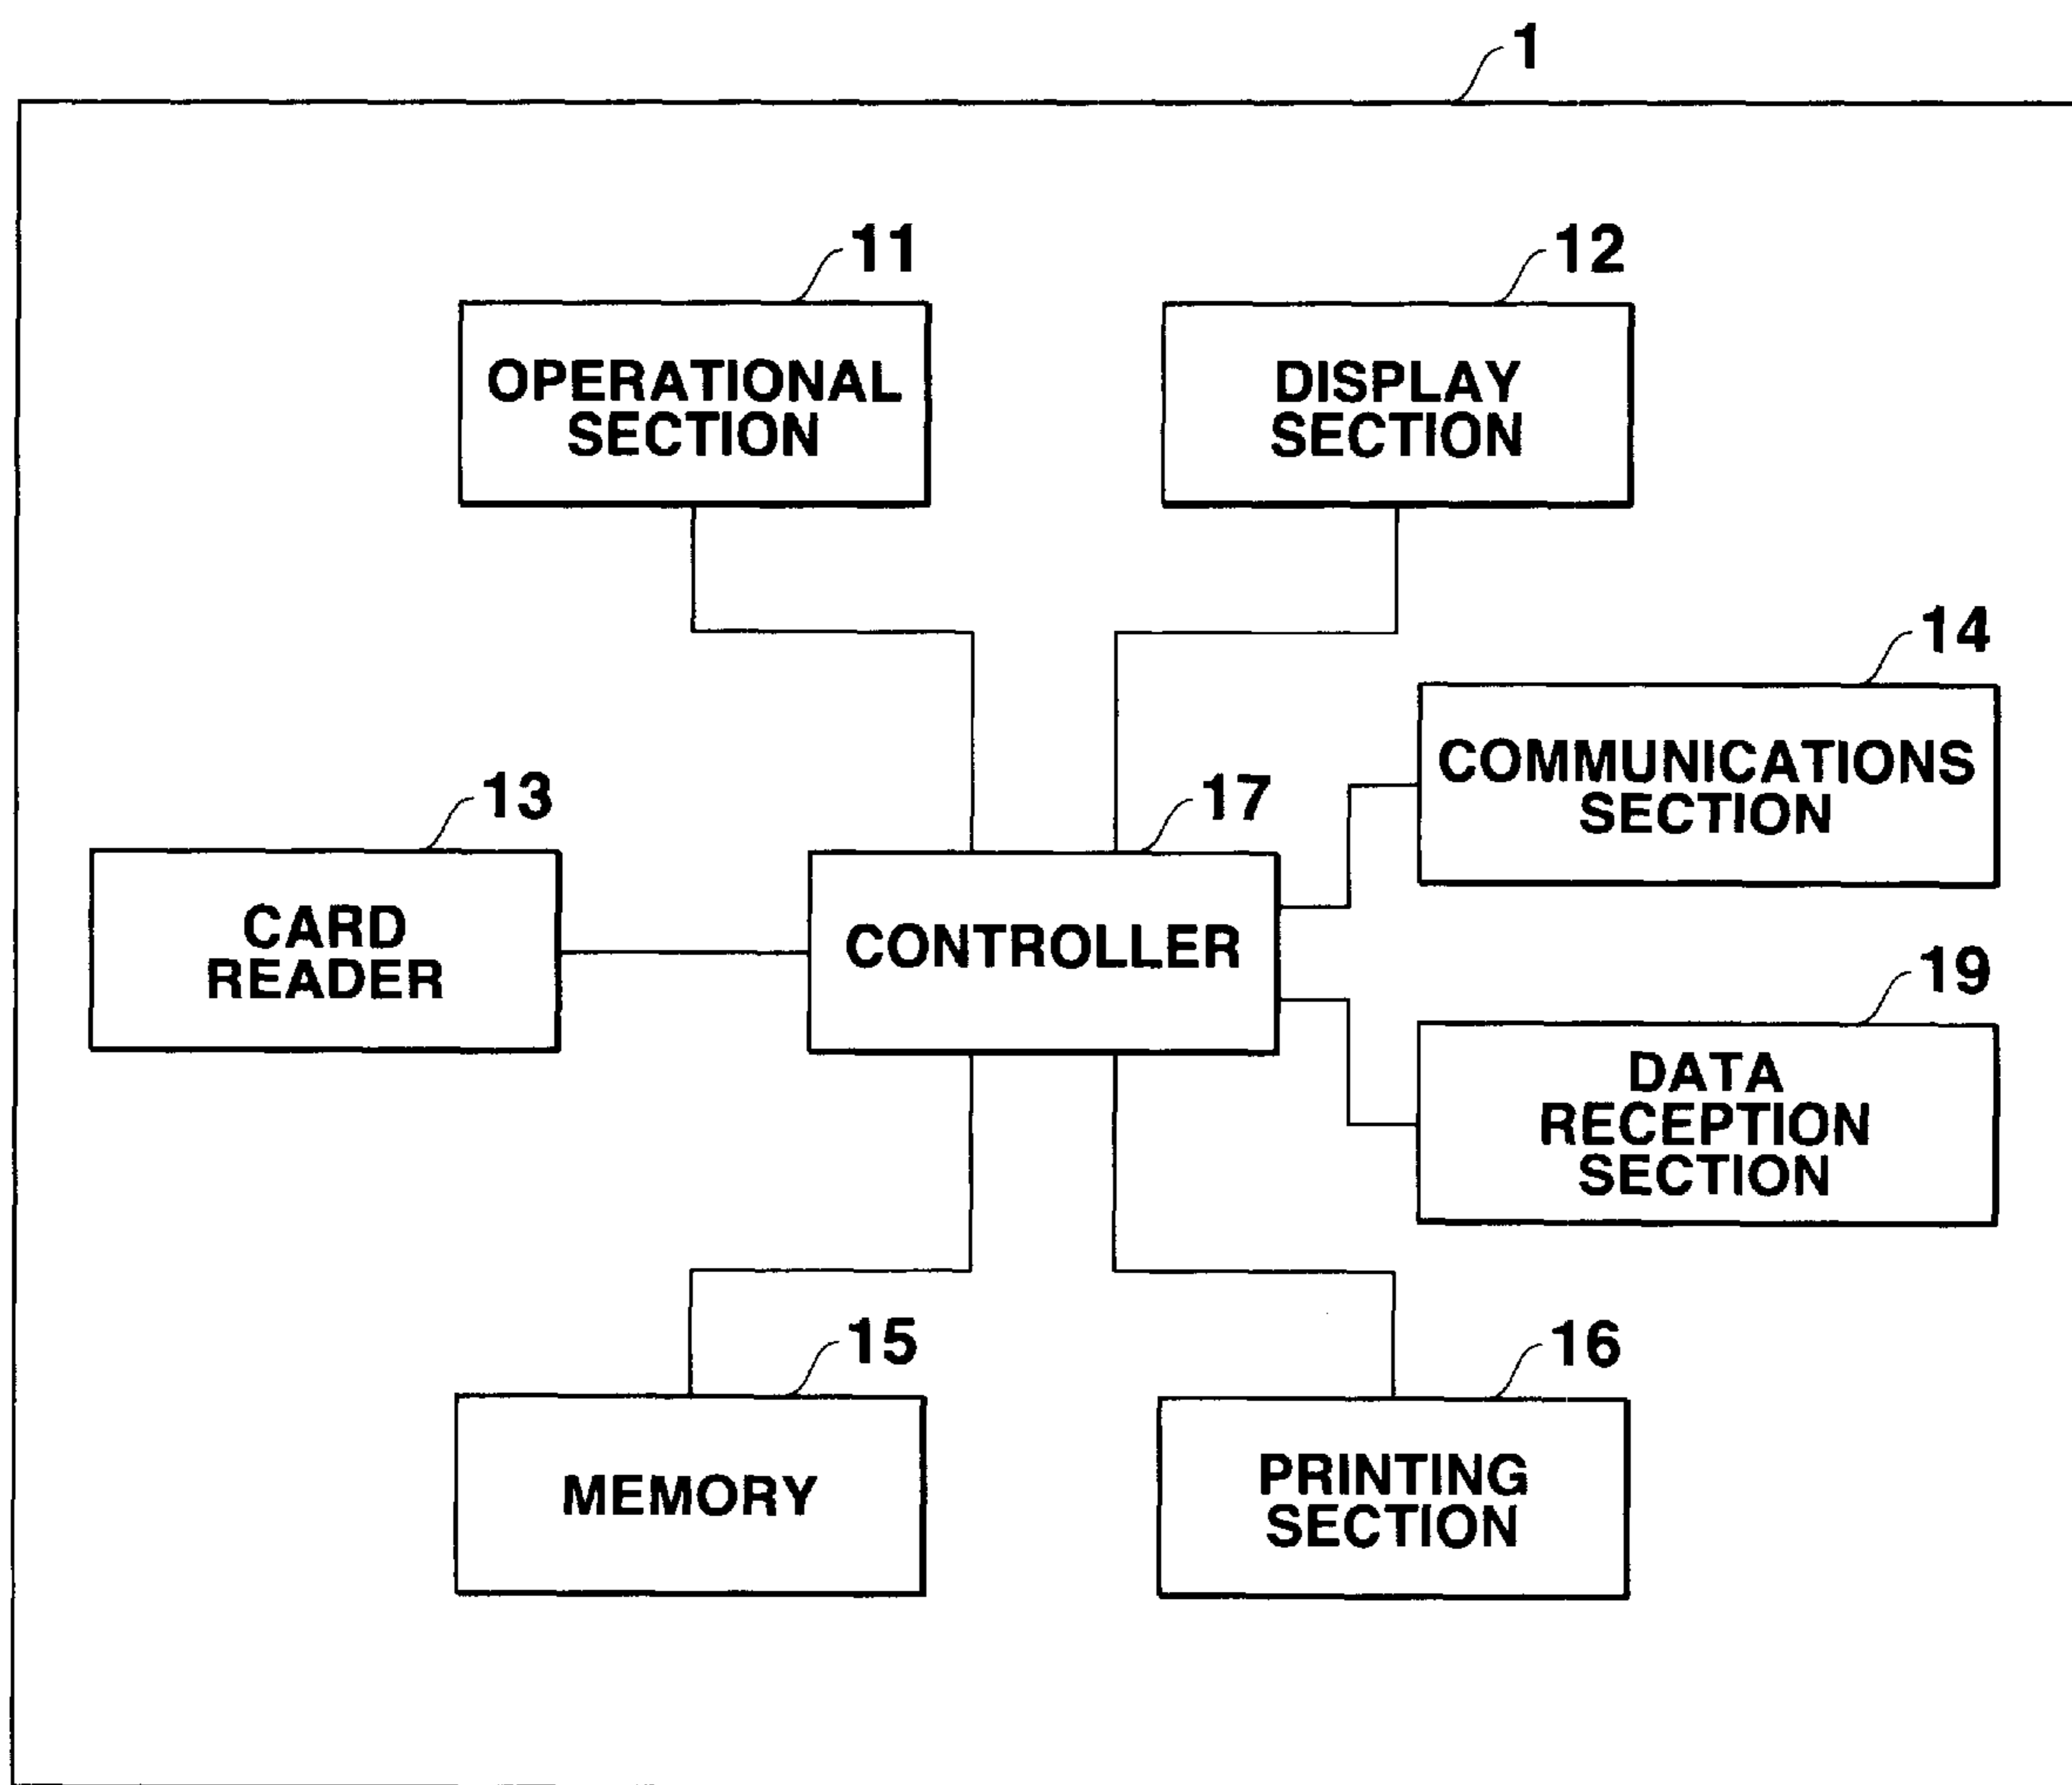 1
11
OPERATIONAL
SECTION
12
DISPLAY
SECTION
14
COMMUNICATIONS
SECTION
13
CARD
READER
17
CONTROLLER
19
DATA
RECEPTION
SECTION
15
MEMORY
16
PRINTING
SECTION